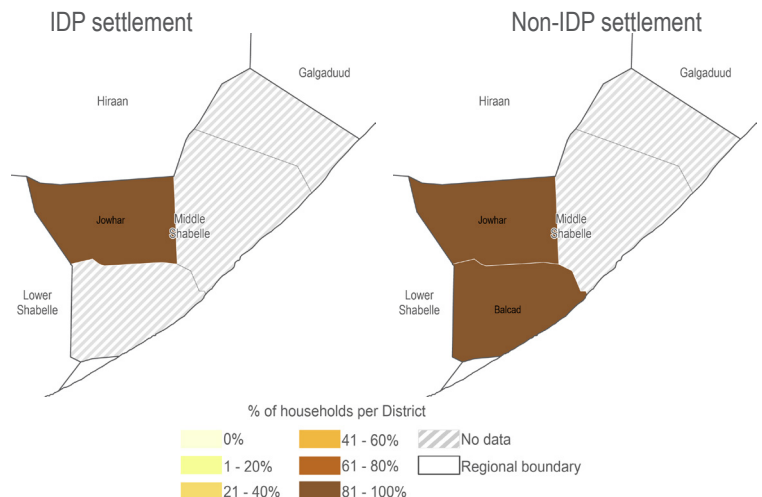 IDP settlement
Non-IDP settlement
Galgaduud
Hiraan
Jowhar
Middle
Shabelle
Lower
Shabelle
Galgaduud
Hiraan
Jowhar
Middle
Shabelle
Lower
Shabelle
Balcad
% of households per District
0%
1 - 20%
21 - 40%
41 - 60%
61 - 80%
81 - 100%
No data
Regional boundary